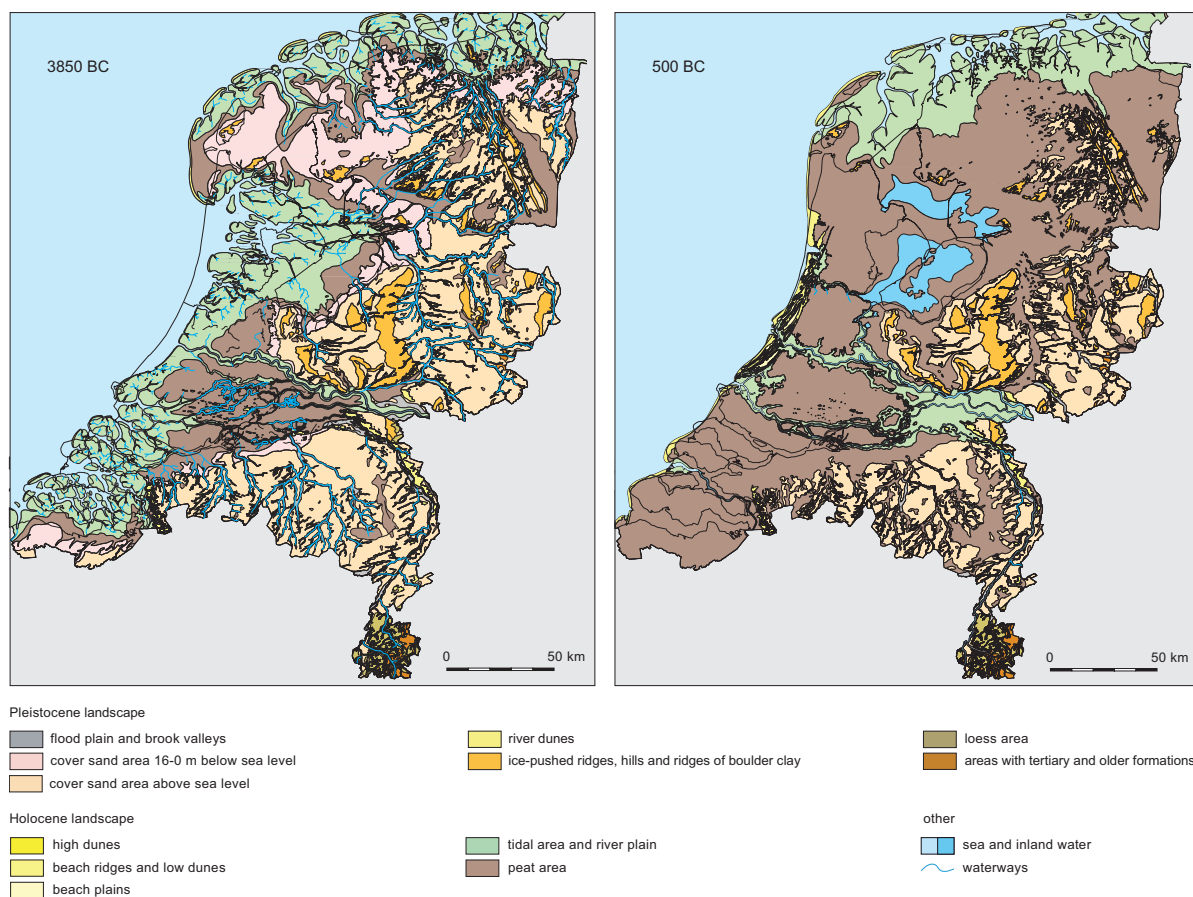 3850 BC
500 BC
0 50 km
0 50 km
Pleistocene landscape
flood plain and brook valleys
cover sand area 16-0 m below sea level
cover sand area above sea level
river dunes
ice-pushed ridges, hills and ridges of boulder clay
loess area
areas with tertiary and older formations
Holocene landscape
high dunes
beach ridges and low dunes
beach plains
tidal area and river plain
peat area
other
sea and inland water
waterways